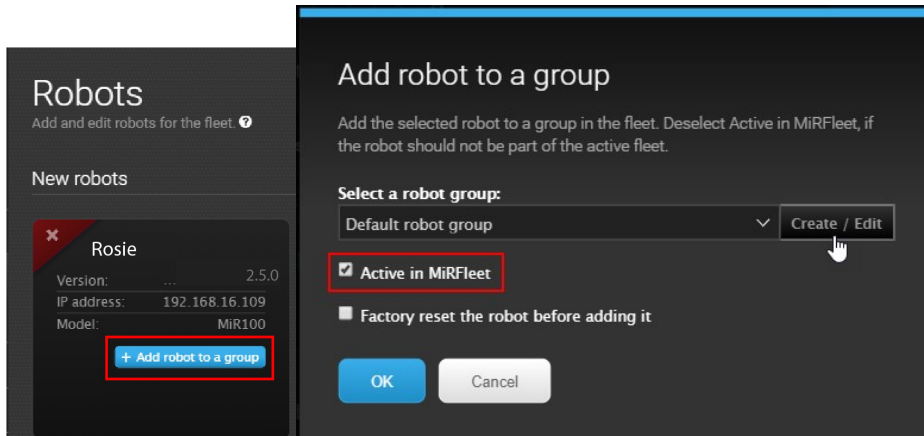 Robots
Add and edit robots for the fleet. ?
New robots
Rosie
Version: ... 2.5.0
IP address: 192.168.16.109
Model: MiR100
+ Add robot to a group
Add robot to a group
Add the selected robot to a group in the fleet. Deselect Active in MiRFleet, if
the robot should not be part of the active fleet.
Select a robot group:
Default robot group
Create / Edit
Active in MiRFleet
Factory reset the robot before adding it
OK
Cancel